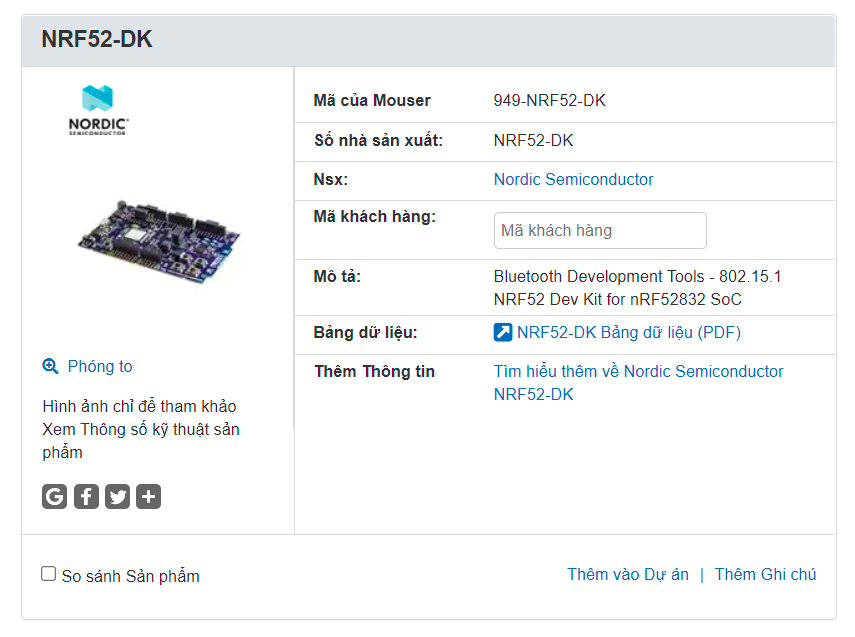 NRF52-DK
NORDIC
SEMICONDUCTOR
Phóng to
Hình ảnh chỉ để tham khảo
Xem Thông số kỹ thuật sản
phẩm
Mã của Mouser 949-NRF52-DK
Số nhà sản xuất: NRF52-DK
Nsx: Nordic Semiconductor
Mã khách hàng: Mã khách hàng
Mô tả: Bluetooth Development Tools - 802.15.1
NRF52 Dev Kit for nRF52832 SoC
Bảng dữ liệu: NRF52-DK Bảng dữ liệu (PDF)
Thêm Thông tin Tìm hiểu thêm về Nordic Semiconductor
NRF52-DK
So sánh Sản phẩm
Thêm vào Dự án | Thêm Ghi chú